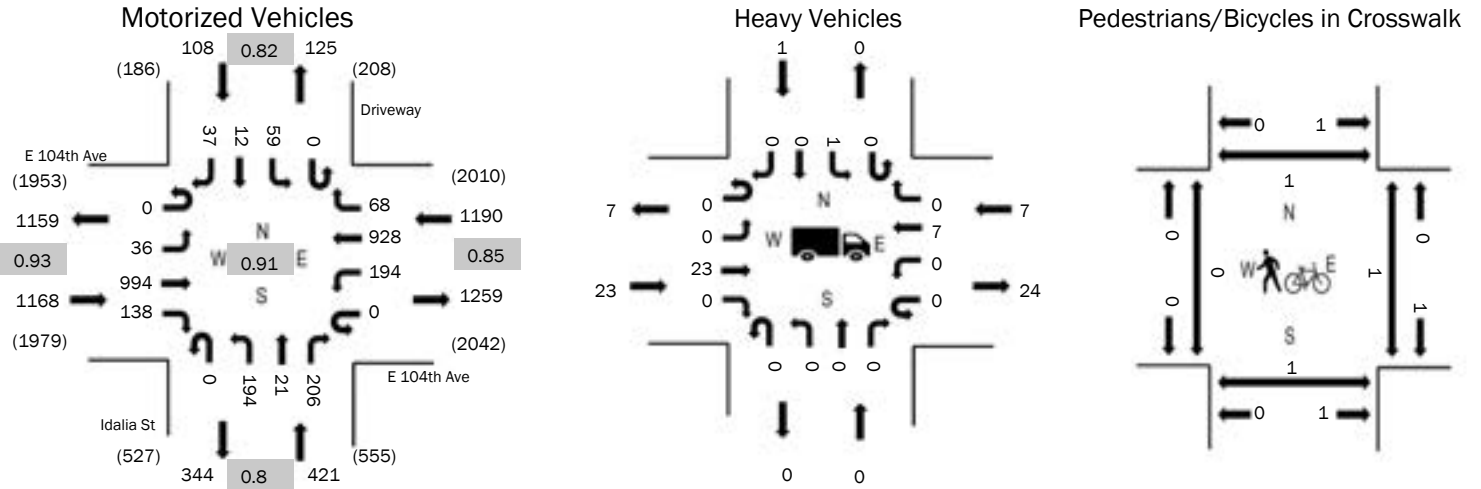 Motorized Vehicles
108 0.82 125
(186) (208)
Driveway
37 12 59 0
E 104th Ave
(1953) (2010)
0 68
1159 1190
36 928
N
W 0.91 E
S
0.93 0.85
994 194
1168 1259
138 0
(1979) (2042)
0 194 21 206
E 104th Ave
Idalia St
(527) (555)
344 0.8 421
Heavy Vehicles
1 0
0 0 1 0
0 0
7 7
0 7
N
W E
S
23 0
23 24
0 0
0 0 0 0
0 0
Pedestrians/Bicycles in Crosswalk
0 1
1
N
0 0
0 1
W E
0 1
S
1
0 1